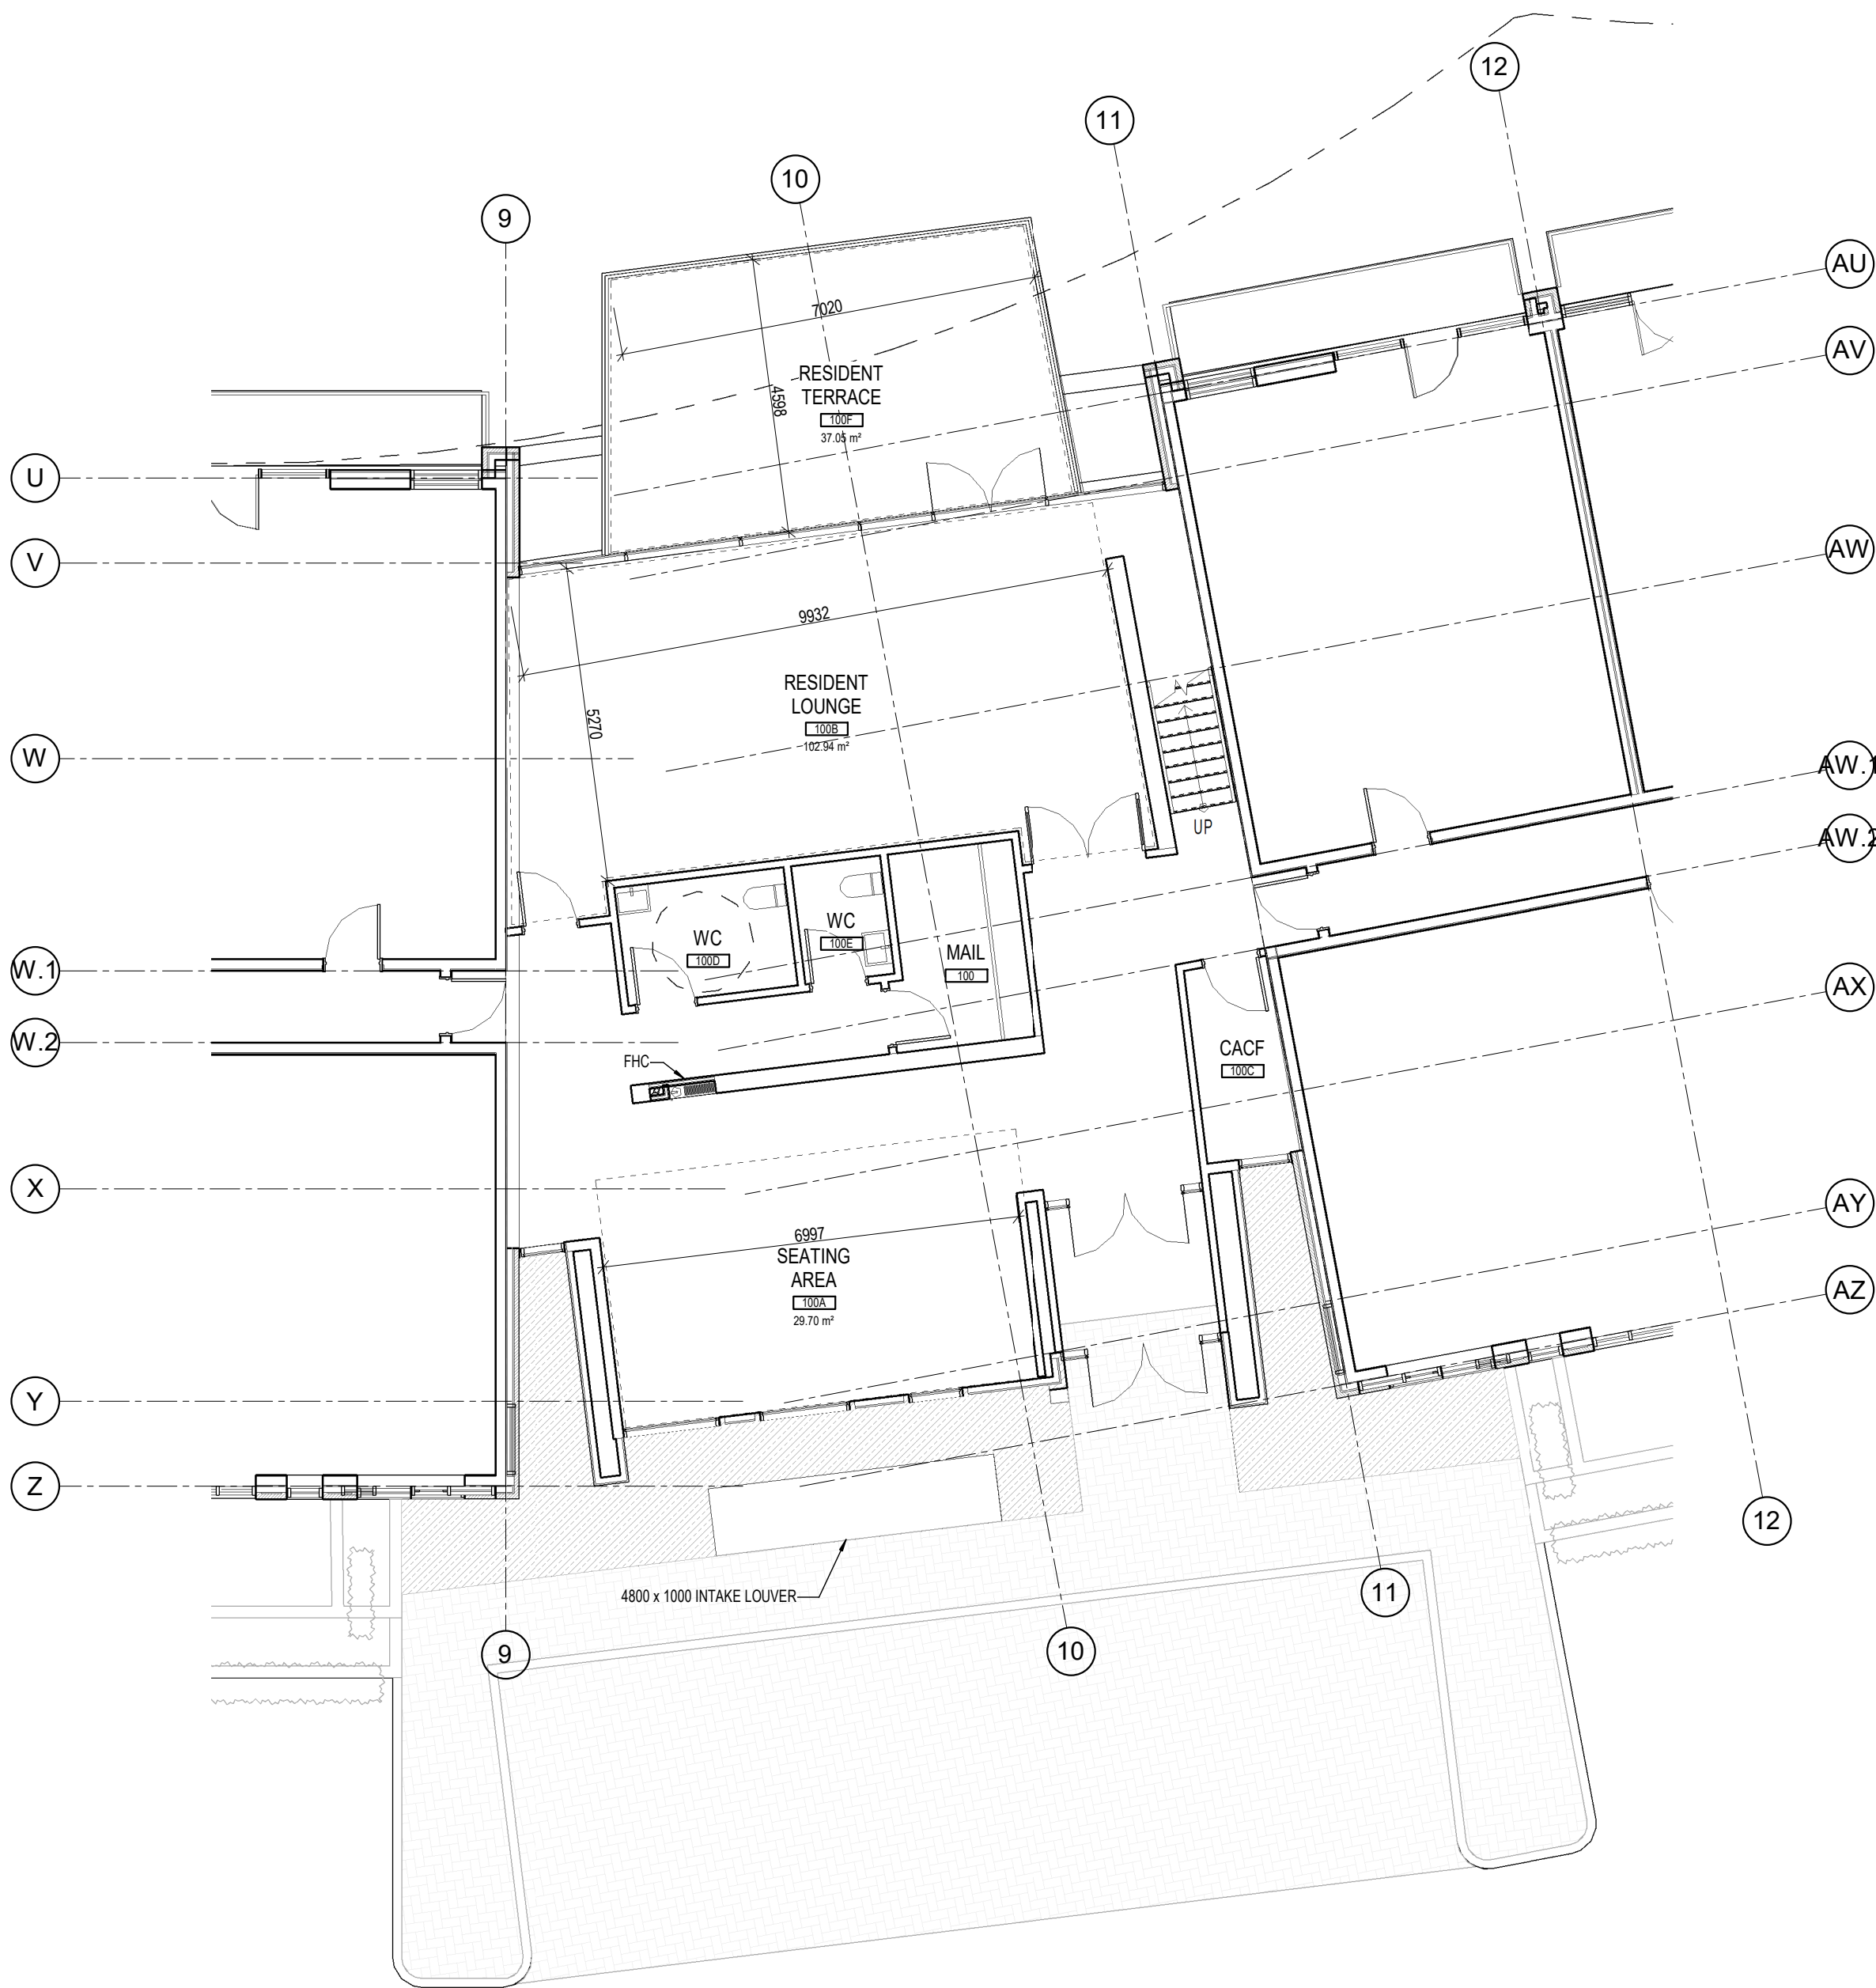 12
11
10
9
AU
AV
7020
RESIDENT
TERRACE
100F
37.05 m²
4598
U
V
AW
9932
RESIDENT
LOUNGE
100B
102.94 m²
5270
W
AW.1
UP
AW.2
WC
100D
WC
100E
MAIL
100
W.1
AX
W.2
FHC
CACF
100C
X
AY
6997
SEATING
AREA
100A
29.70 m²
AZ
Y
Z
12
4800 x 1000 INTAKE LOUVER
11
9
10